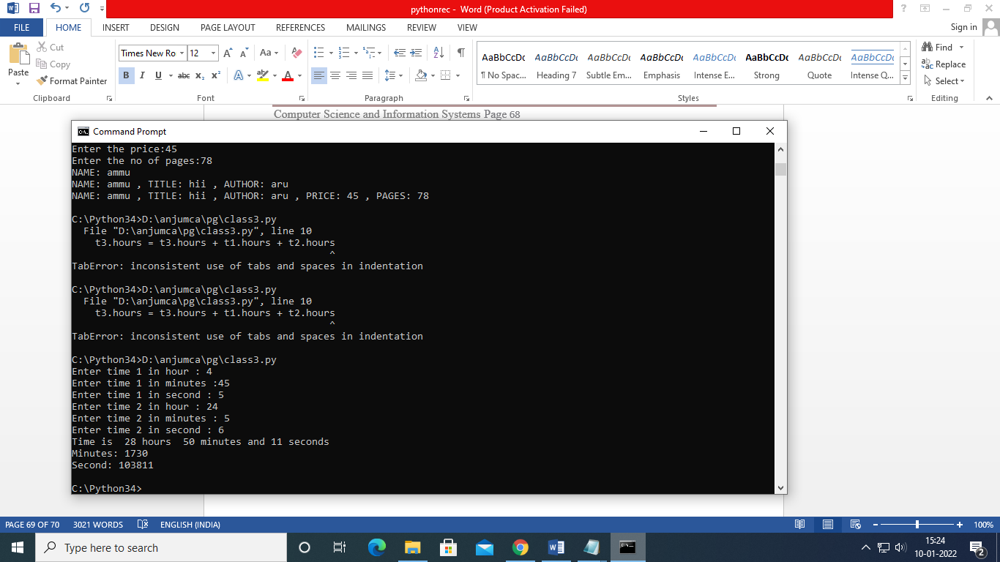 pythonrec - Word (Product Activation Failed)
FILE HOME INSERT DESIGN PAGE LAYOUT REFERENCES MAILINGS REVIEW VIEW Sign in
Paste
Cut
Copy
Format Painter
Clipboard
Times New Ro 12
Font
Paragraph
AaBbCcDc AaBbCcDc AaBbCcDc AaBbCcDc AaBbCcDc AaBbCcDc AaBbCcDc AaBbCcDc
¶ No Spac... Heading 7 Subtle Em... Emphasis Intense E... Strong Quote Intense Q...
Styles
Find
Replace
Select
Editing
Computer Science and Information Systems Page 68
Command Prompt
Enter the price:45
Enter the no of pages:78
NAME: ammu
NAME: ammu , TITLE: hii , AUTHOR: aru
NAME: ammu , TITLE: hii , AUTHOR: aru , PRICE: 45 , PAGES: 78
C:\Python34>D:\anjumca\pg\class3.py
File "D:\anjumca\pg\class3.py", line 10
t3.hours = t3.hours + t1.hours + t2.hours
^
TabError: inconsistent use of tabs and spaces in indentation
C:\Python34>D:\anjumca\pg\class3.py
File "D:\anjumca\pg\class3.py", line 10
t3.hours = t3.hours + t1.hours + t2.hours
^
TabError: inconsistent use of tabs and spaces in indentation
C:\Python34>D:\anjumca\pg\class3.py
Enter time 1 in hour : 4
Enter time 1 in minutes :45
Enter time 1 in second : 5
Enter time 2 in hour : 24
Enter time 2 in minutes : 5
Enter time 2 in second : 6
Time is  28 hours  50 minutes and 11 seconds
Minutes: 1730
Second: 103811
C:\Python34>
PAGE 69 OF 70 3021 WORDS ENGLISH (INDIA) 100%
Type here to search
15:24
10-01-2022
2